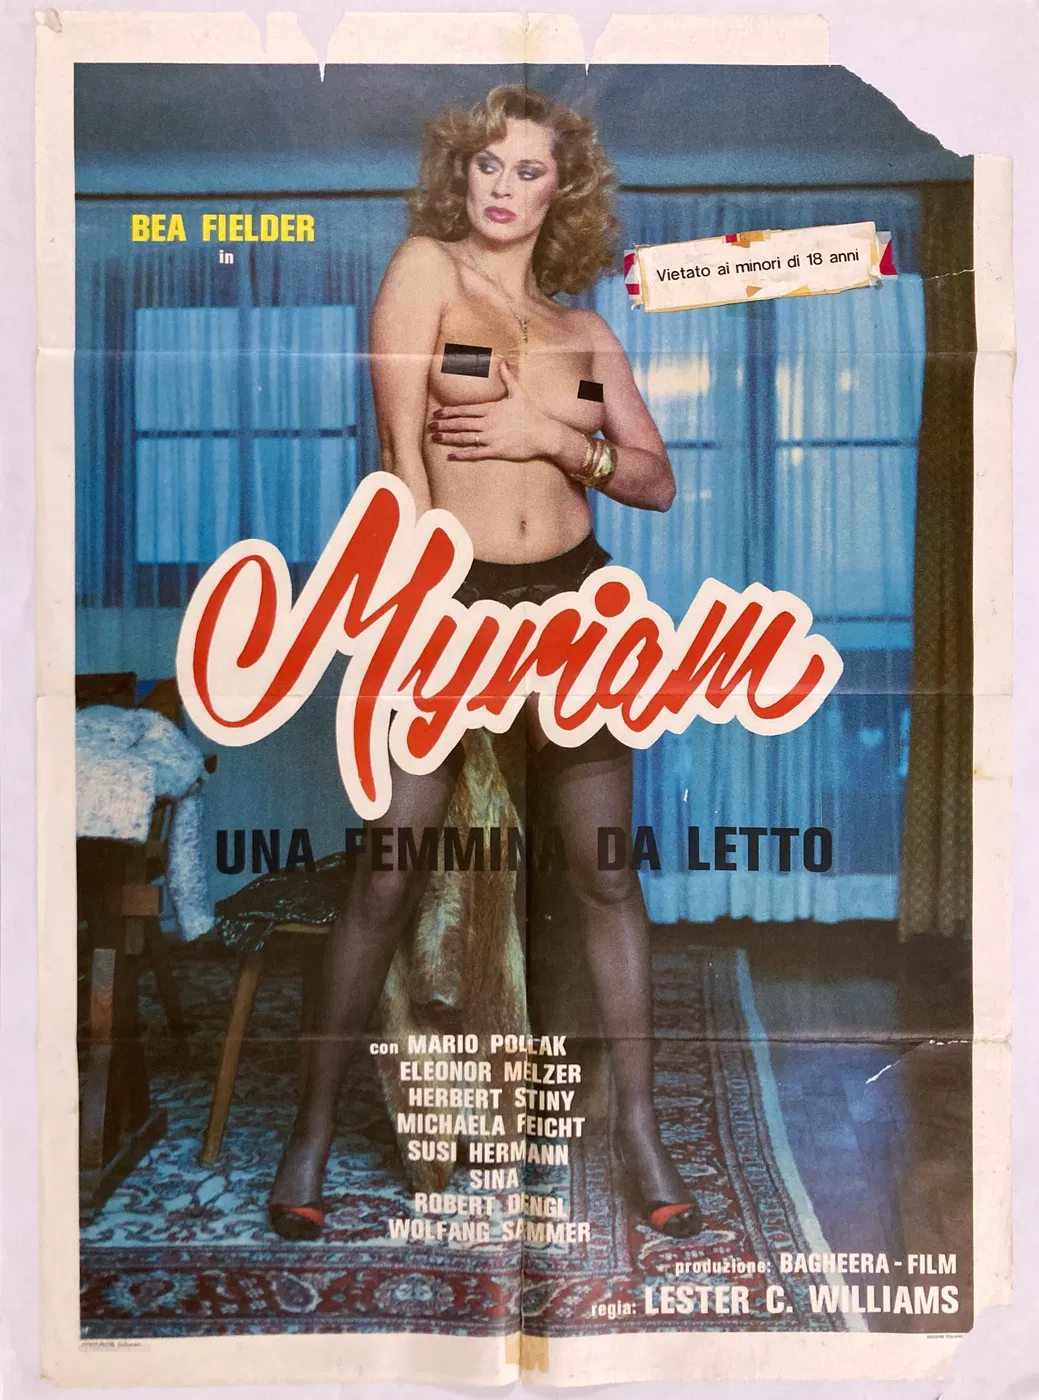 BEA FIELDER
in
Vietato ai minori di 18 anni
Myriam
UNA FEMMINA DA LETTO
con MARIO POLLAK
ELEONOR MELZER
HERBERT STINY
MICHAELA FEICHT
SUSI HERMANN
SINA
ROBERT DENGL
WOLFANG SAMMER
produzione: BAGHEERA - FILM
regia: LESTER C. WILLIAMS